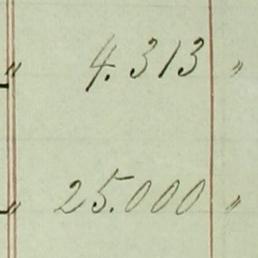 " 4.313 "
" 25.000 "